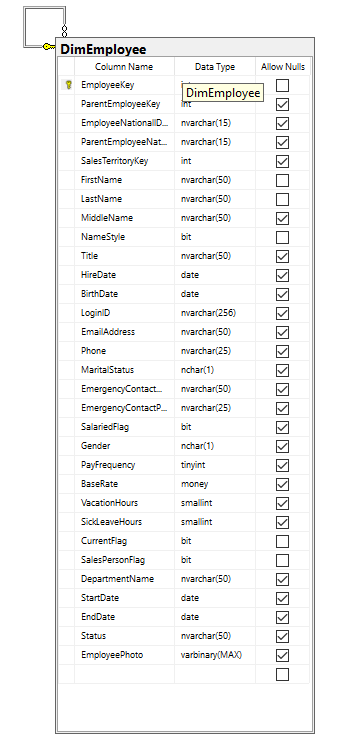 DimEmployee
Column Name Data Type Allow Nulls
EmployeeKey
DimEmployee
ParentEmployeeKey int
EmployeeNationalID... nvarchar(15)
ParentEmployeeNat... nvarchar(15)
SalesTerritoryKey int
FirstName nvarchar(50)
LastName nvarchar(50)
MiddleName nvarchar(50)
NameStyle bit
Title nvarchar(50)
HireDate date
BirthDate date
LoginID nvarchar(256)
EmailAddress nvarchar(50)
Phone nvarchar(25)
MaritalStatus nchar(1)
EmergencyContact... nvarchar(50)
EmergencyContactP... nvarchar(25)
SalariedFlag bit
Gender nchar(1)
PayFrequency tinyint
BaseRate money
VacationHours smallint
SickLeaveHours smallint
CurrentFlag bit
SalesPersonFlag bit
DepartmentName nvarchar(50)
StartDate date
EndDate date
Status nvarchar(50)
EmployeePhoto varbinary(MAX)